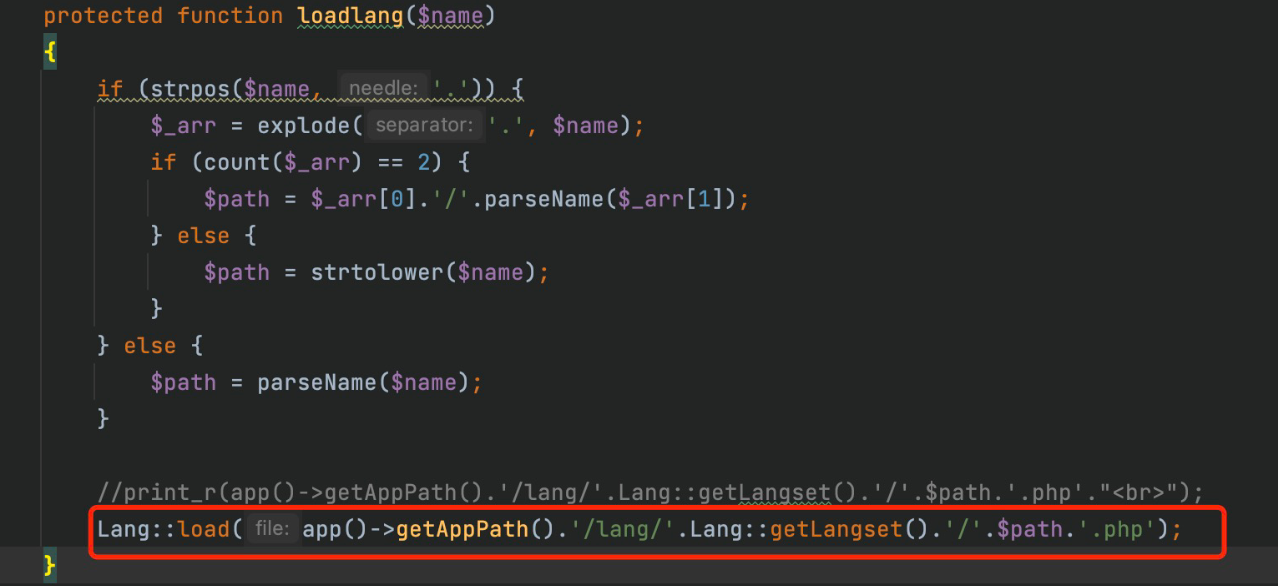 protected function loadlang($name)
{
if (strpos($name, needle: '.')) {
$_arr = explode( separator: '.', $name);
if (count($_arr) == 2) {
$path = $_arr[0].'/'.parseName($_arr[1]);
} else {
$path = strtolower($name);
}
} else {
$path = parseName($name);
}
//print_r(app()->getAppPath().'/lang/'.Lang::getLangset().'/'.$path.'.php'."<br>");
Lang::load( file: app()->getAppPath().'/lang/'.Lang::getLangset().'/'.$path.'.php');
}